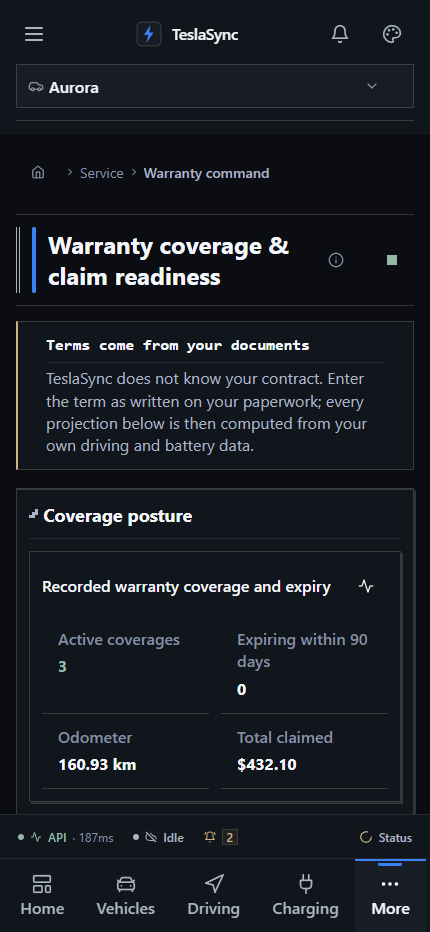 TeslaSync
Aurora
Service
Warranty command
Warranty coverage &
claim readiness
Terms come from your documents
TeslaSync does not know your contract. Enter
the term as written on your paperwork; every
projection below is then computed from your
own driving and battery data.
Coverage posture
Recorded warranty coverage and expiry
Active coverages
3
Expiring within 90
days
0
Odometer
160.93 km
Total claimed
$432.10
API · 187ms
Idle
2
Status
Home
Vehicles
Driving
Charging
More